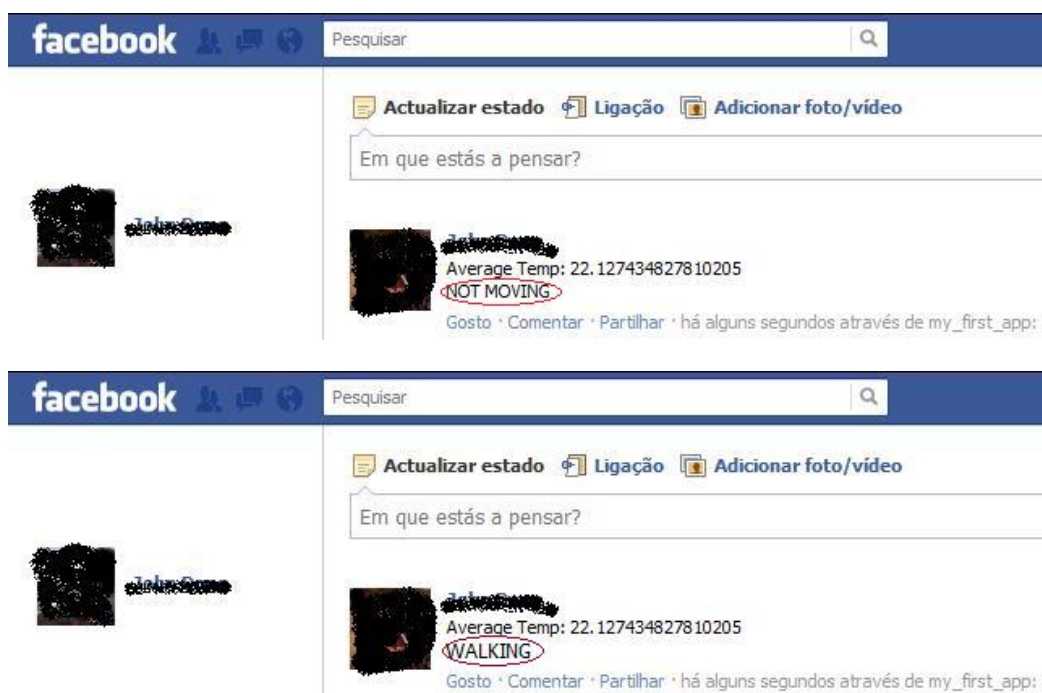 facebook Pesquisar
Actualizar estado Ligação Adicionar foto/vídeo
Em que estás a pensar?
Average Temp: 22.127434827810205
NOT MOVING
Gosto · Comentar · Partilhar · há alguns segundos através de my_first_app:
facebook Pesquisar
Actualizar estado Ligação Adicionar foto/vídeo
Em que estás a pensar?
Average Temp: 22.127434827810205
WALKING
Gosto · Comentar · Partilhar · há alguns segundos através de my_first_app: